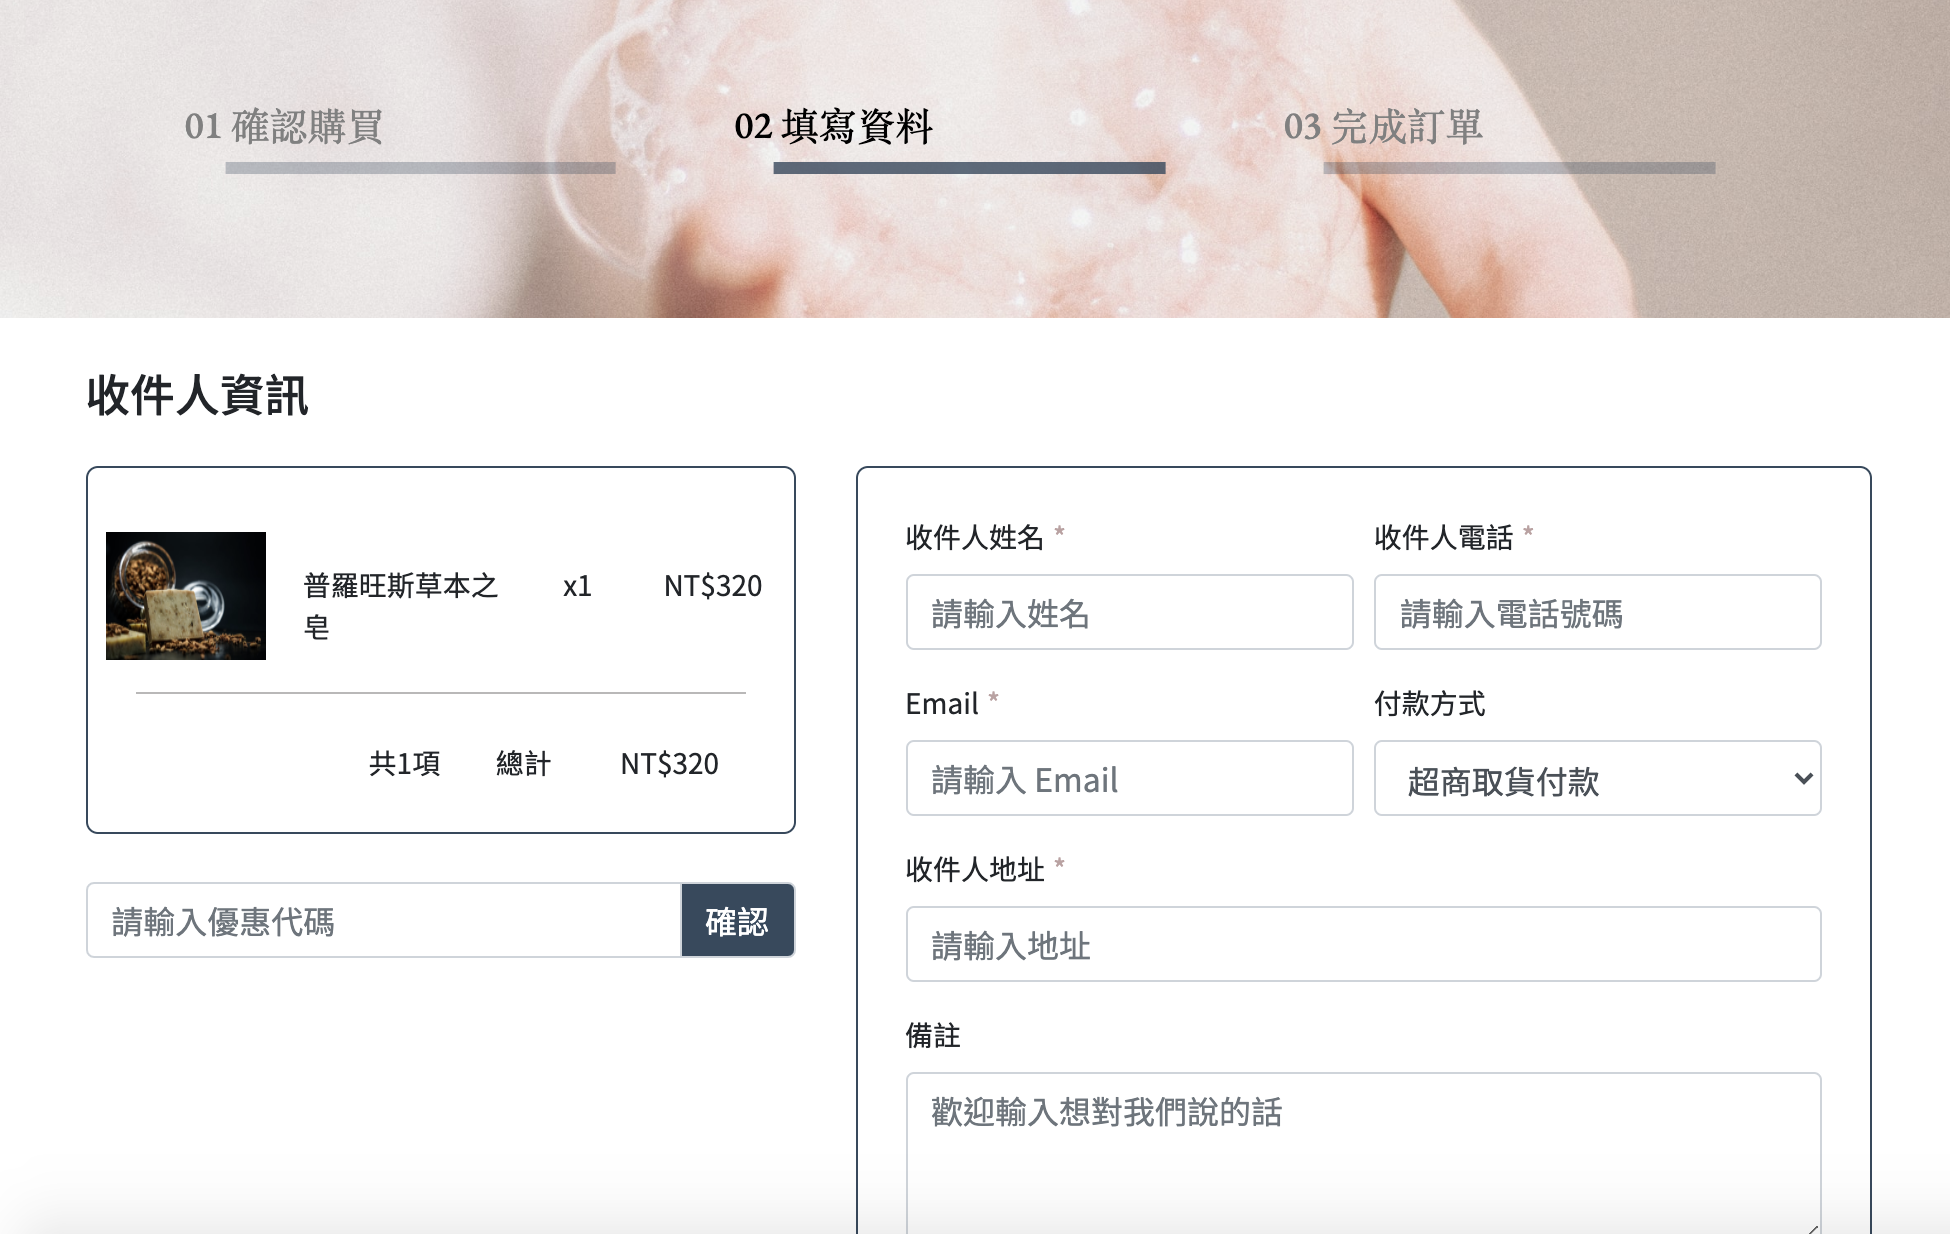 01 確認購買
02 填寫資料
03 完成訂單
收件人資訊
普羅旺斯草本之
皂
x1
NT$320
共1項
總計
NT$320
請輸入優惠代碼
確認
收件人姓名 *
請輸入姓名
收件人電話 *
請輸入電話號碼
Email *
請輸入 Email
付款方式
超商取貨付款
收件人地址 *
請輸入地址
備註
歡迎輸入想對我們說的話